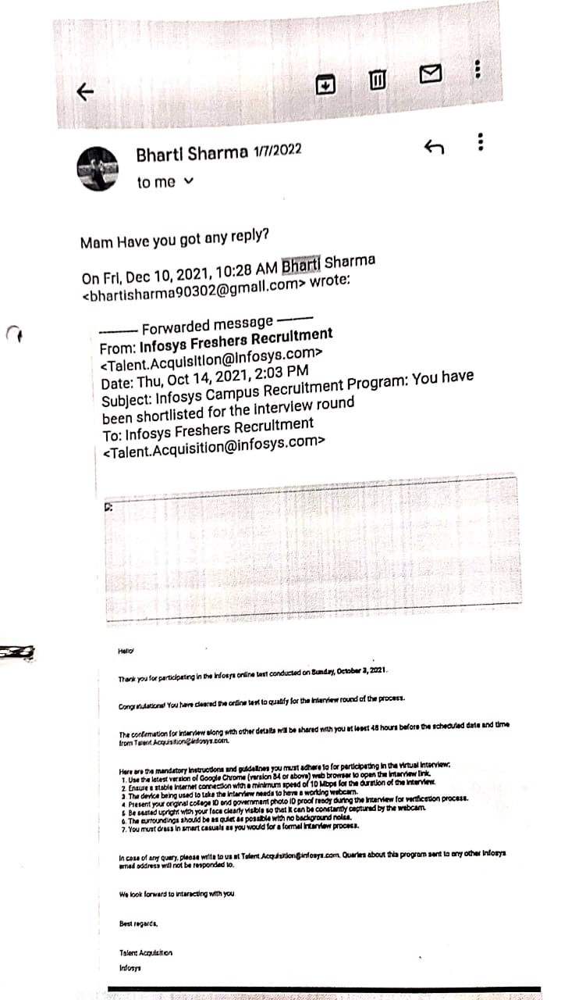 Bharti Sharma 1/7/2022
to me
Mam Have you got any reply?
On Fri, Dec 10, 2021, 10:28 AM Bharti Sharma
<bhartisharma90302@gmail.com> wrote:
Forwarded message
From: Infosys Freshers Recruitment
<Talent.Acquisition@infosys.com>
Date: Thu, Oct 14, 2021, 2:03 PM
Subject: Infosys Campus Recruitment Program: You have
been shortlisted for the interview round
To: Infosys Freshers Recruitment
<Talent.Acquisition@infosys.com>
Hello!
Thank you for participating in the Infosys online test conducted on Sunday, October 3, 2021.
Congratulations! You have cleared the online test to qualify for the interview round of the process.
The confirmation for interview along with other details will be shared with you at least 48 hours before the scheduled date and time
from Talent.Acquisition@infosys.com.
Here are the mandatory instructions and guidelines you must adhere to for participating in the virtual interview:
1. Use the latest version of Google Chrome (version 84 or above) web browser to open the interview link.
2. Ensure a stable internet connection with a minimum speed of 10 Mbps for the duration of the interview.
3. The device being used to take the interview needs to have a working webcam.
4. Present your original college ID and government photo ID proof ready during the interview for verification process.
5. Be seated upright with your face clearly visible so that it can be constantly captured by the webcam.
6. The surroundings should be as quiet as possible with no background noise.
7. You must dress in smart casuals as you would for a formal interview process.
In case of any query, please write to us at Talent.Acquisition@infosys.com. Queries about this program sent to any other Infosys
email address will not be responded to.
We look forward to interacting with you
Best regards,
Talent Acquisition
Infosys